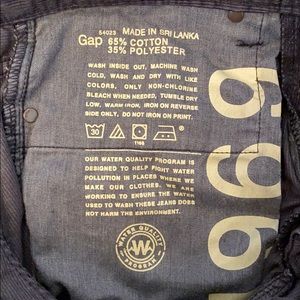 54023 MADE IN SRI LANKA
Gap 65% COTTON
35% POLYESTER
WASH INSIDE OUT, MACHINE WASH
COLD, WASH AND DRY WITH LIKE
COLORS, ONLY NON-CHLORINE
BLEACH WHEN NEEDED, TUMBLE DRY
LOW, WARM IRON, IRON ON REVERSE
SIDE ONLY. DO NOT IRON ON PRINT.
30
OUR WATER QUALITY PROGRAM IS
DESIGNED TO HELP FIGHT WATER
POLLUTION IN PLACES WHERE WE
MAKE OUR CLOTHES. WE ARE
WORKING TO ENSURE THE WATER
USED TO WASH THESE JEANS DOES
NOT HARM THE ENVIRONMENT.
WATER QUALITY
W
PROGRAM
1969